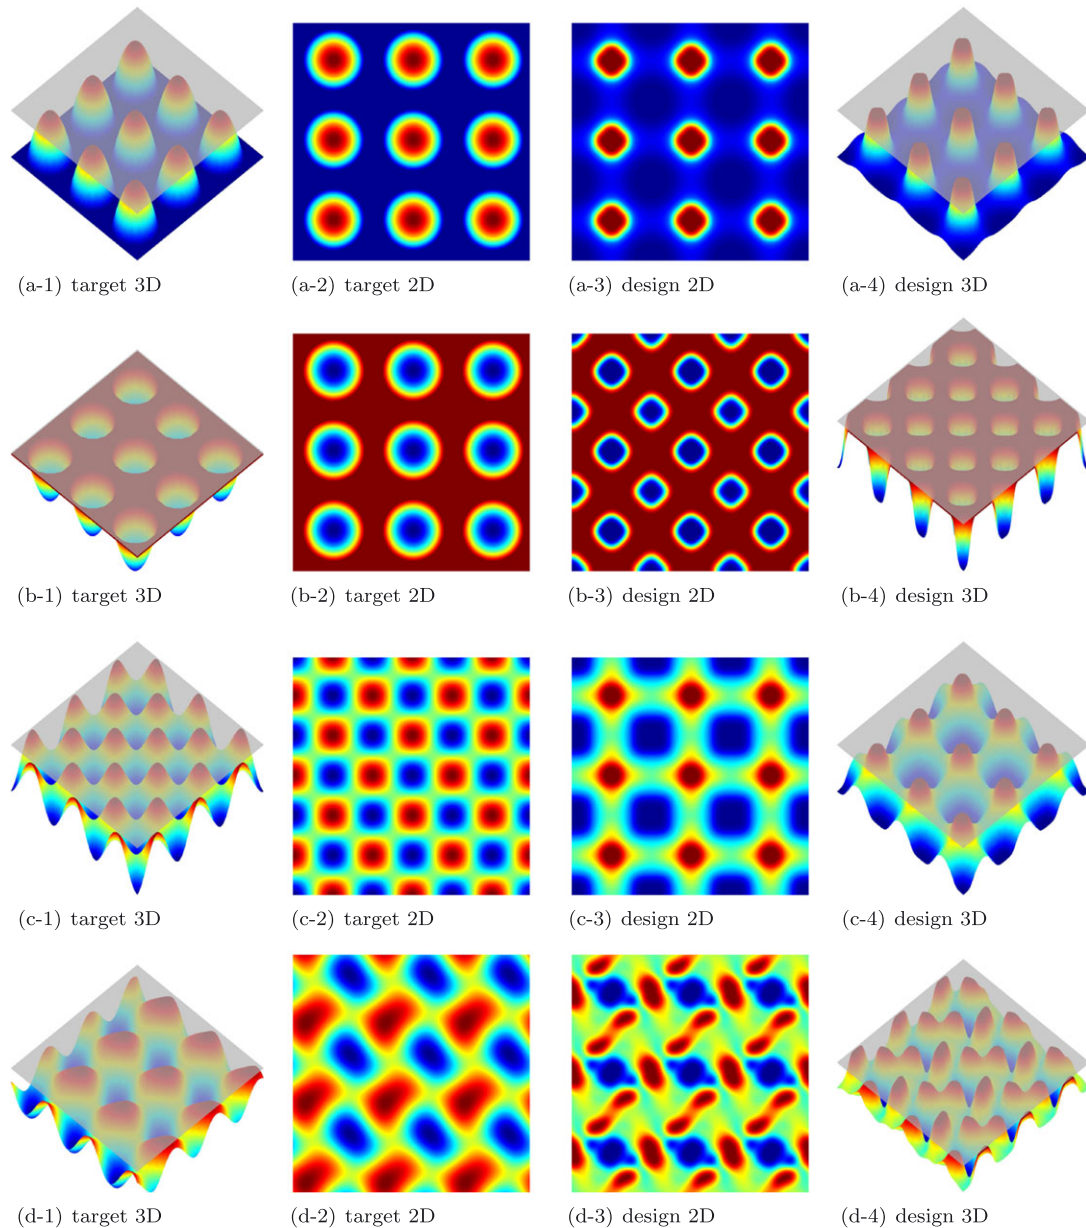 (a-1) target 3D (a-2) target 2D (a-3) design 2D (a-4) design 3D
(b-1) target 3D (b-2) target 2D (b-3) design 2D (b-4) design 3D
(c-1) target 3D (c-2) target 2D (c-3) design 2D (c-4) design 3D
(d-1) target 3D (d-2) target 2D (d-3) design 2D (d-4) design 3D